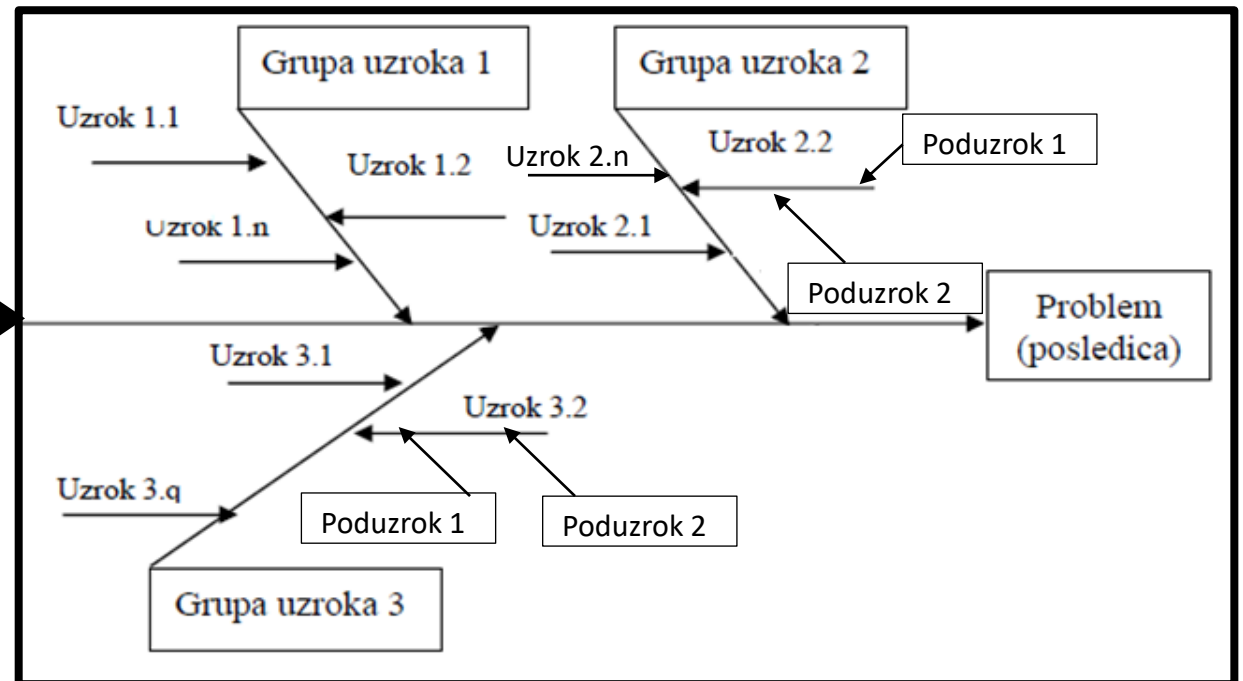 Grupa uzroka 1
Grupa uzroka 2
Uzrok 1.1
Uzrok 1.2
Uzrok 1.n
Uzrok 2.n
Uzrok 2.2
Poduzrok 1
Uzrok 2.1
Poduzrok 2
Problem
(posledica)
Uzrok 3.1
Uzrok 3.2
Uzrok 3.q
Poduzrok 1
Poduzrok 2
Grupa uzroka 3